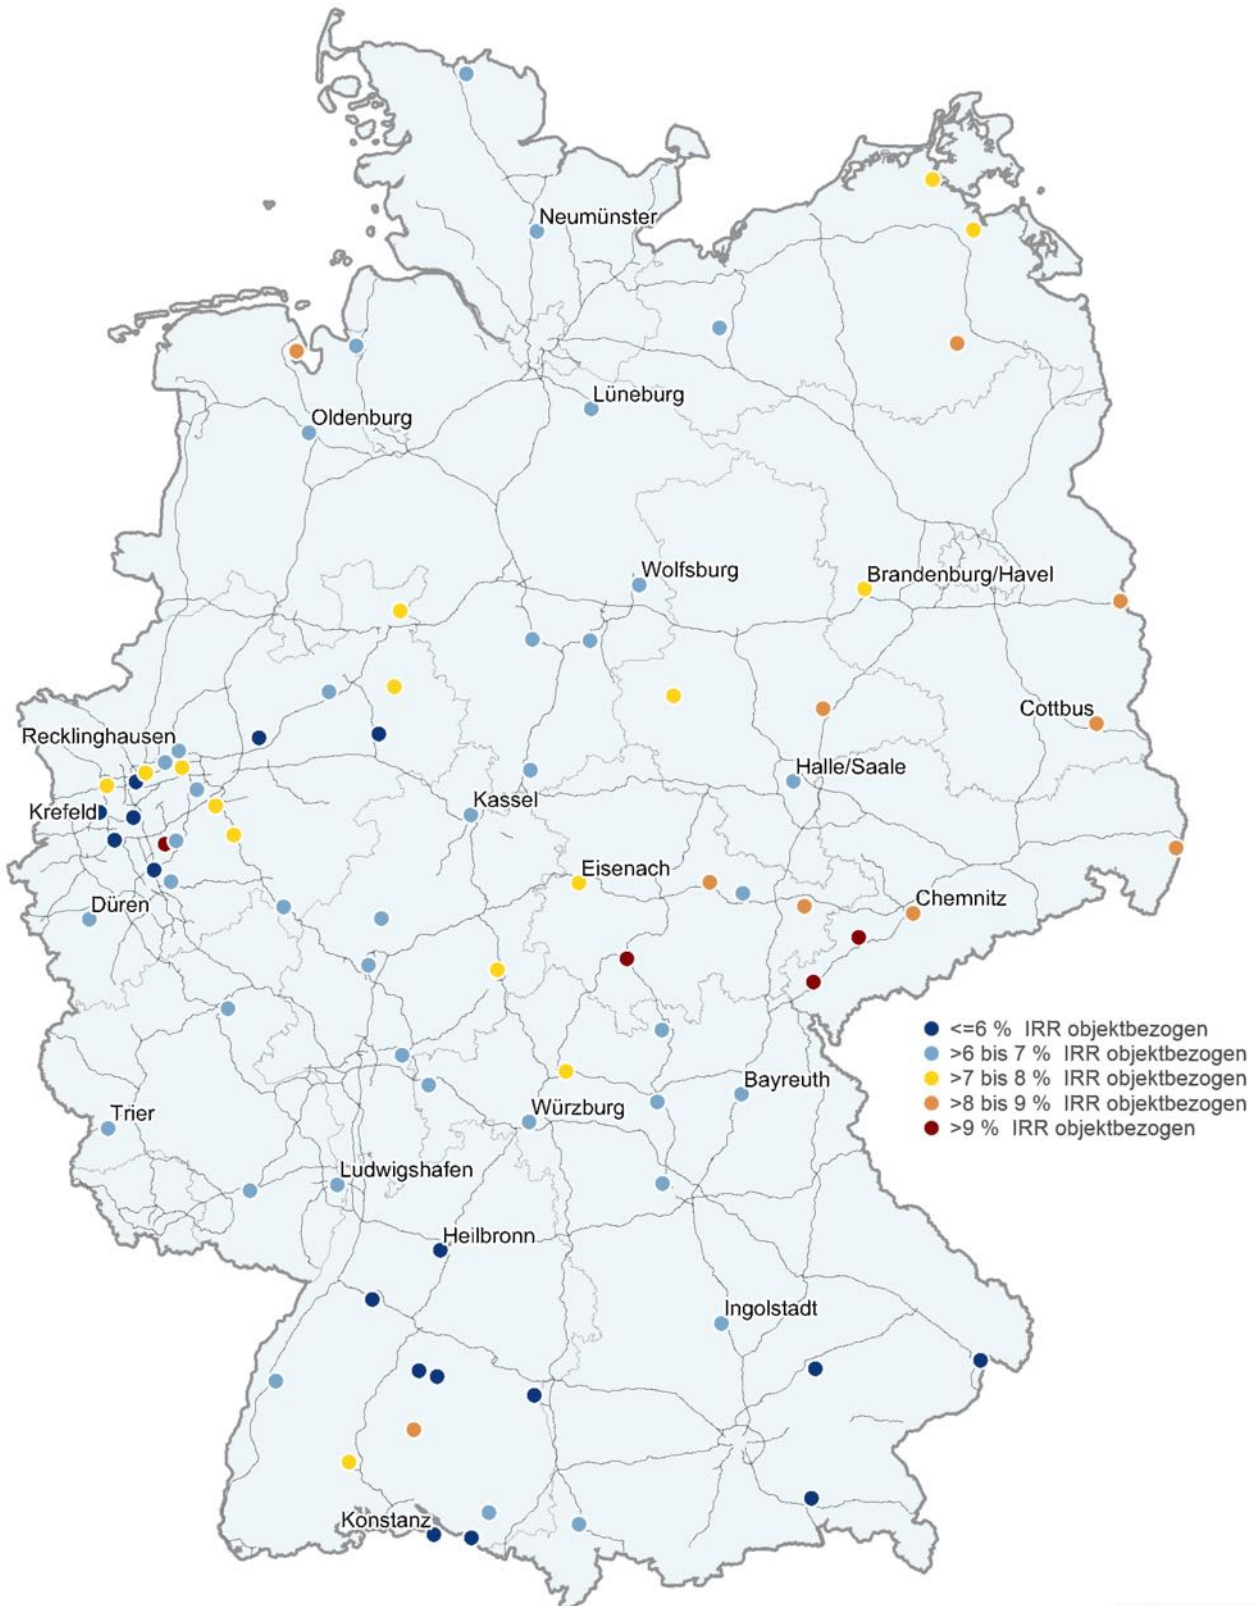 Neumünster
Lüneburg
Oldenburg
Wolfsburg
Brandenburg/Havel
Cottbus
Recklinghausen
Halle/Saale
Krefeld
Kassel
Eisenach
Düren
Chemnitz
<=6 % IRR objektbezogen
>6 bis 7 % IRR objektbezogen
>7 bis 8 % IRR objektbezogen
>8 bis 9 % IRR objektbezogen
>9 % IRR objektbezogen
Bayreuth
Trier
Würzburg
Ludwigshafen
Heilbronn
Ingolstadt
Konstanz